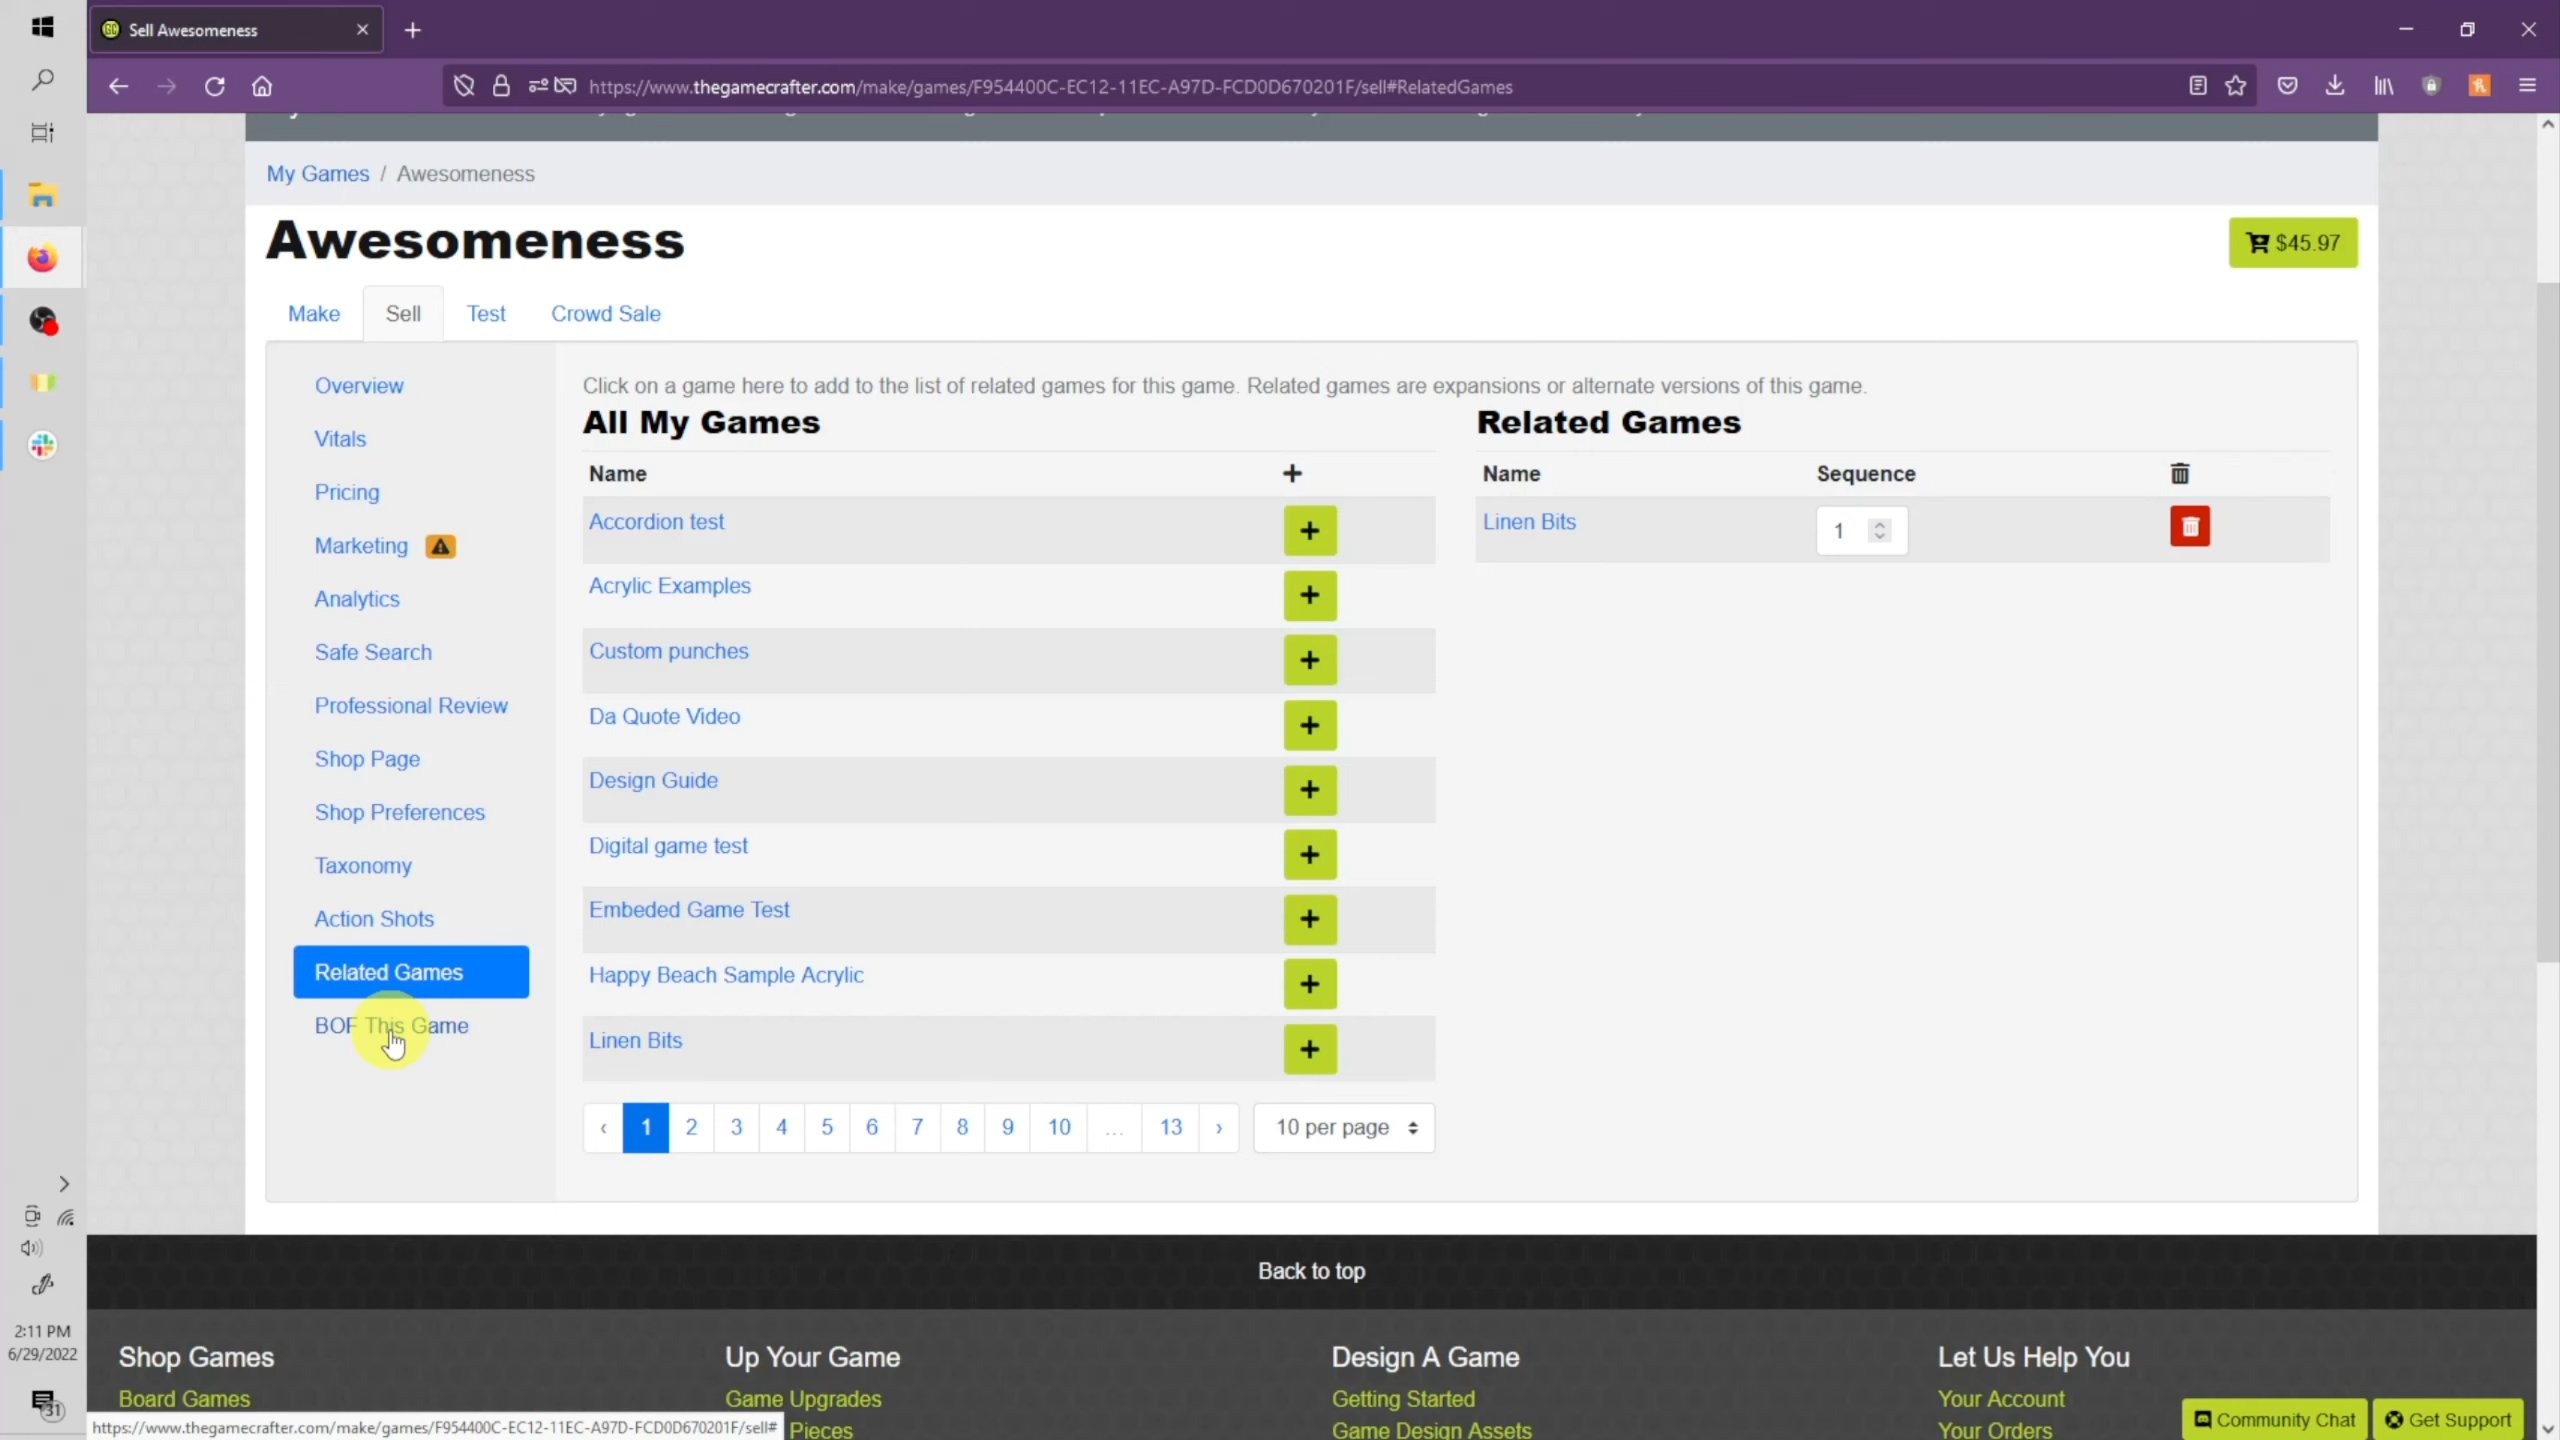 Sell Awesomeness
https://www.thegamecrafter.com/make/games/F954400C-EC12-11EC-A97D-FCD0D670201F/sell#RelatedGames
My Games / Awesomeness
Awesomeness
$45.97
Make
Sell
Test
Crowd Sale
Overview
Vitals
Pricing
Marketing
Analytics
Safe Search
Professional Review
Shop Page
Shop Preferences
Taxonomy
Action Shots
Related Games
BOF This Game
Click on a game here to add to the list of related games for this game. Related games are expansions or alternate versions of this game.
All My Games
Name
Accordion test
Acrylic Examples
Custom punches
Da Quote Video
Design Guide
Digital game test
Embeded Game Test
Happy Beach Sample Acrylic
Linen Bits
‹ 1 2 3 4 5 6 7 8 9 10 ... 13 ›
10 per page
Related Games
Name Sequence
Linen Bits 1
Back to top
Shop Games
Board Games
Up Your Game
Game Upgrades
Pieces
Design A Game
Getting Started
Game Design Assets
Let Us Help You
Your Account
Your Orders
Community Chat
Get Support
https://www.thegamecrafter.com/make/games/F954400C-EC12-11EC-A97D-FCD0D670201F/sell#
2:11 PM
6/29/2022
31